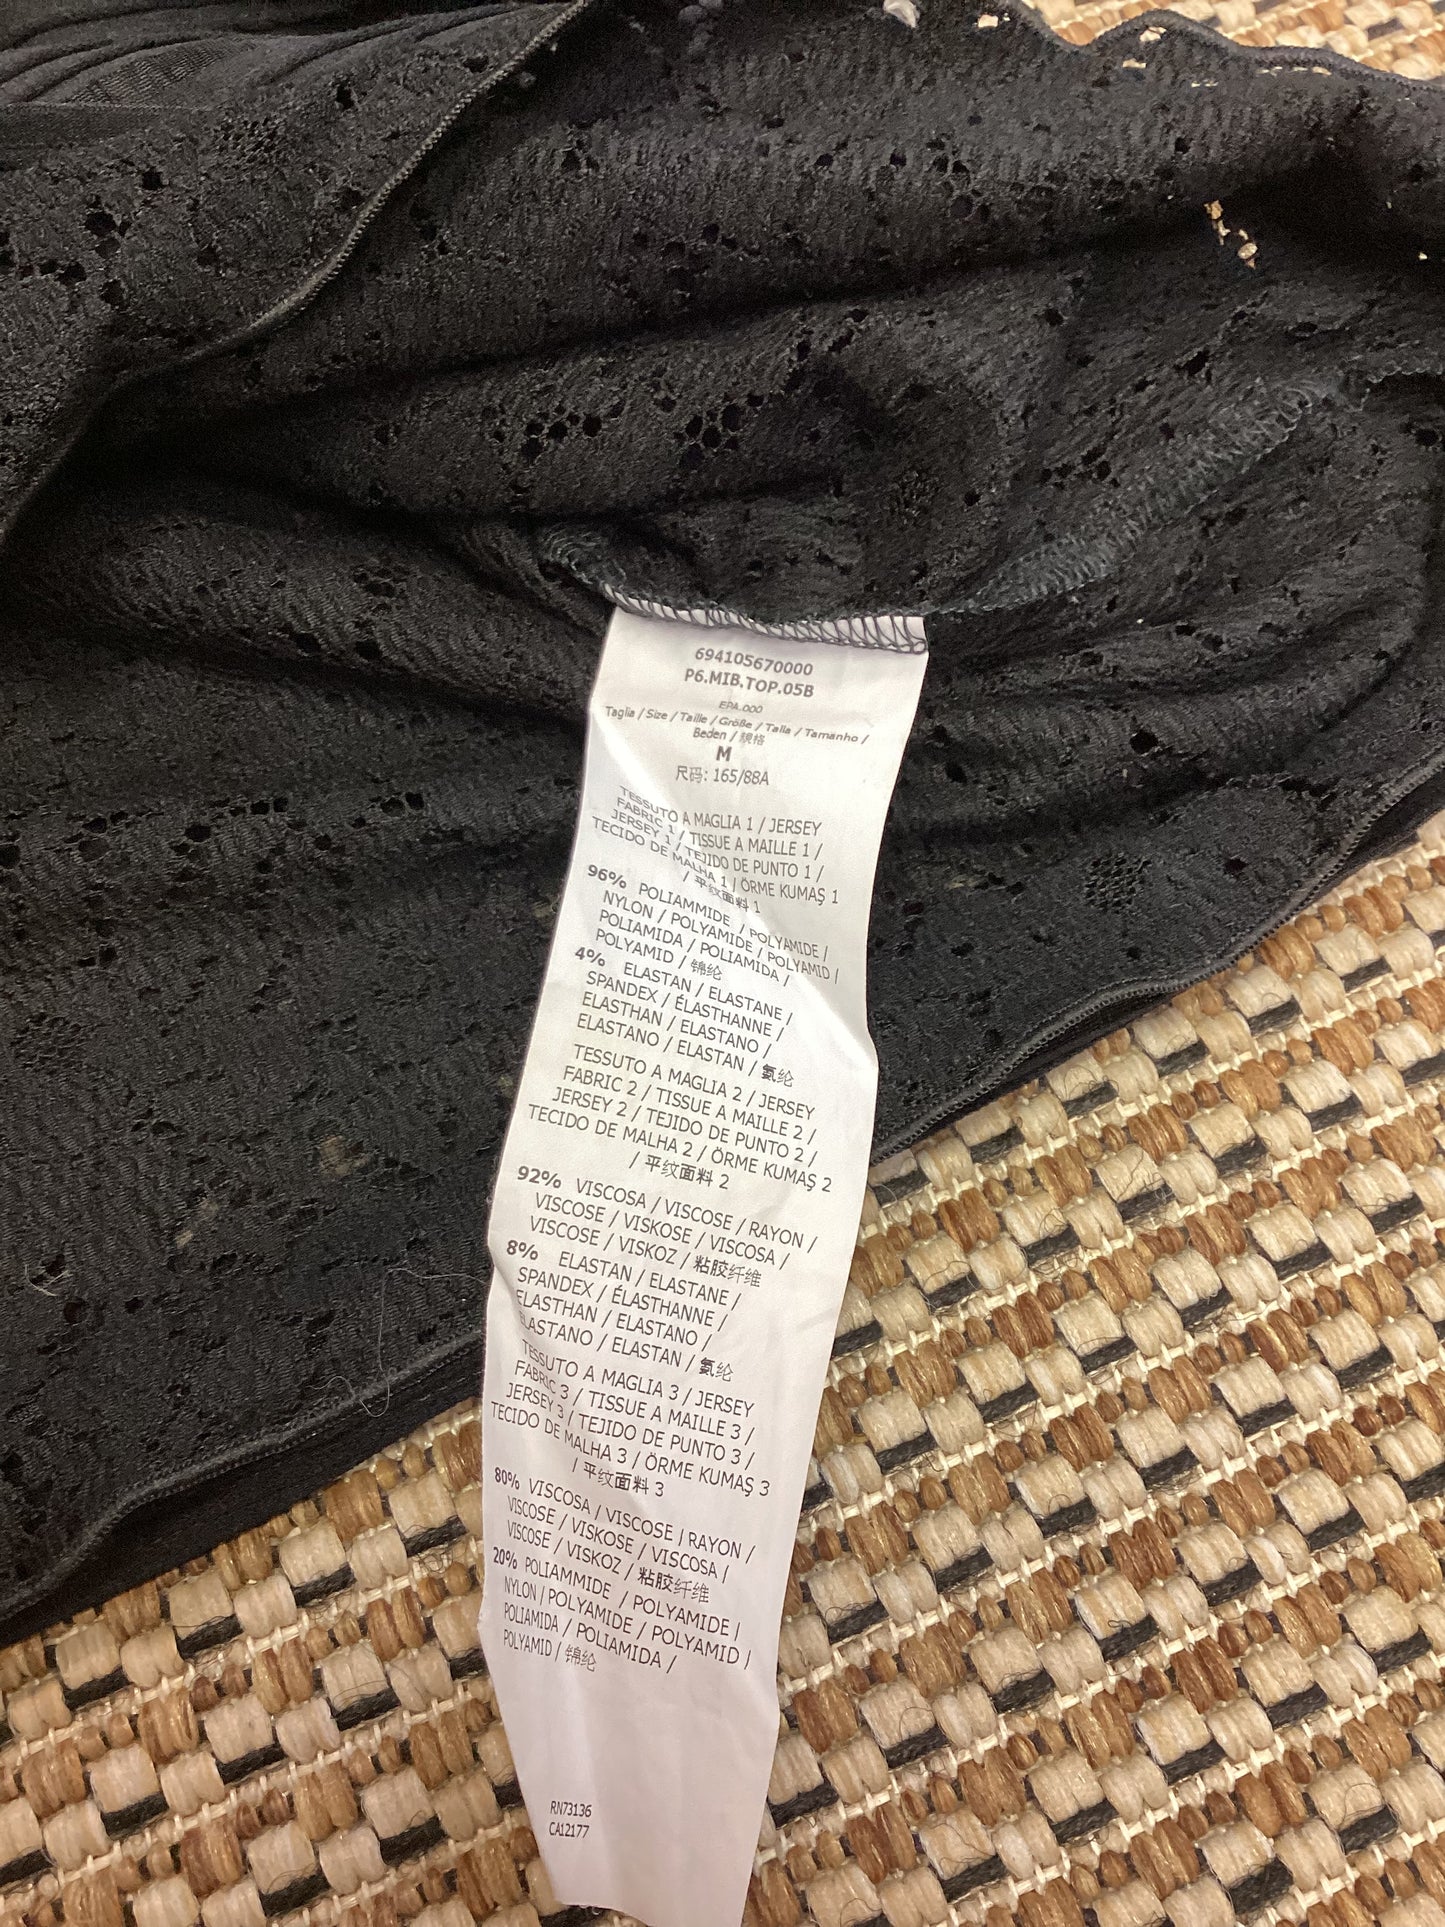 694105670000
P6.MIB.TOP.05B
EPA.000
Taglia / Size / Taille / Größe / Talla / Tamanho /
Beden / 规格
M
尺码: 165/88A
TESSUTO A MAGLIA 1 / JERSEY
FABRIC 1 / TISSUE A MAILLE 1 /
JERSEY 1 / TEJIDO DE PUNTO 1 /
TECIDO DE MALHA 1 / ÖRME KUMAŞ 1
/ 平纹面料 1
96% POLIAMMIDE / POLYAMIDE /
NYLON / POLYAMIDE / POLYAMID /
POLIAMIDA / POLIAMIDA /
POLYAMID / 锦纶
4% ELASTAN / ELASTANE /
SPANDEX / ÉLASTHANNE /
ELASTHAN / ELASTANO /
ELASTANO / ELASTAN / 氨纶
TESSUTO A MAGLIA 2 / JERSEY
FABRIC 2 / TISSUE A MAILLE 2 /
JERSEY 2 / TEJIDO DE PUNTO 2 /
TECIDO DE MALHA 2 / ÖRME KUMAŞ 2
/ 平纹面料 2
92% VISCOSA / VISCOSE / RAYON /
VISCOSE / VISKOSE / VISCOSA /
VISCOSE / VISKOZ / 粘胶纤维
8% ELASTAN / ELASTANE /
SPANDEX / ÉLASTHANNE /
ELASTHAN / ELASTANO /
ELASTANO / ELASTAN / 氨纶
TESSUTO A MAGLIA 3 / JERSEY
FABRIC 3 / TISSUE A MAILLE 3 /
JERSEY 3 / TEJIDO DE PUNTO 3 /
TECIDO DE MALHA 3 / ÖRME KUMAŞ 3
/ 平纹面料 3
80% VISCOSA / VISCOSE / RAYON /
VISCOSE / VISKOSE / VISCOSA /
VISCOSE / VISKOZ / 粘胶纤维
20% POLIAMMIDE / POLYAMIDE /
NYLON / POLYAMIDE / POLYAMID /
POLIAMIDA / POLIAMIDA /
POLYAMID / 锦纶
RN73136
CA12177